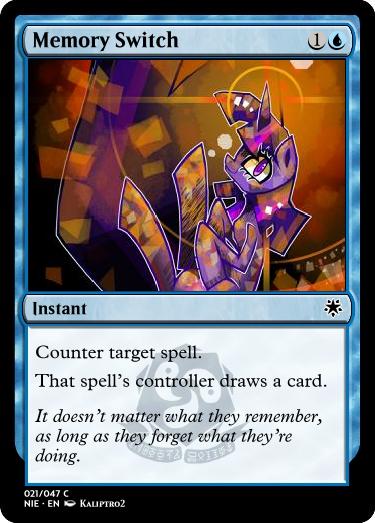 Memory Switch 1
Instant
Counter target spell.
That spell's controller draws a card.
It doesn't matter what they remember,
as long as they forget what they're
doing.
021/047 C
NIE • EN Kaliptro2